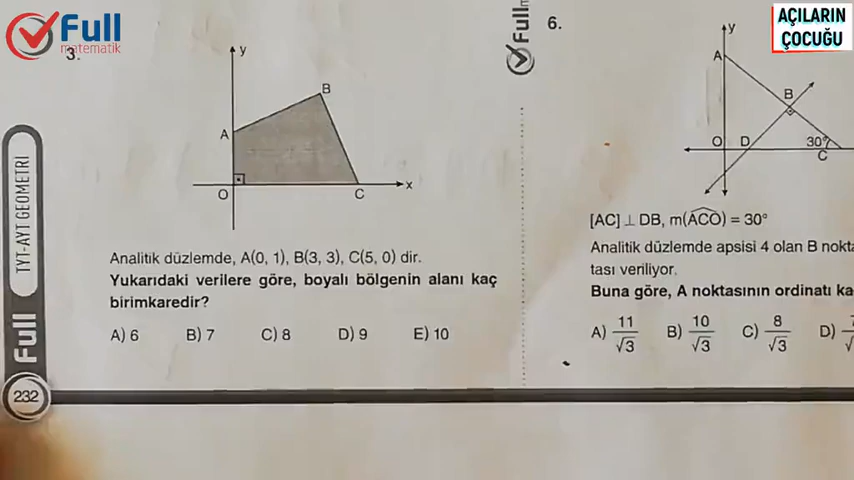 Full
matematik
AÇILARIN
ÇOCUĞU
TYT-AYT GEOMETRİ
Full
232
3.
y
B
A
O
C
x
Analitik düzlemde, A(0, 1), B(3, 3), C(5, 0) dir.
Yukarıdaki verilere göre, boyalı bölgenin alanı kaç
birimkaredir?
A) 6 B) 7 C) 8 D) 9 E) 10
Full
6.
y
A
B
O D 30°
C
[AC] ⊥ DB, m(ACO) = 30°
Analitik düzlemde apsisi 4 olan B nokta
tası veriliyor.
Buna göre, A noktasının ordinatı ka
A) 11/√3 B) 10/√3 C) 8/√3 D)